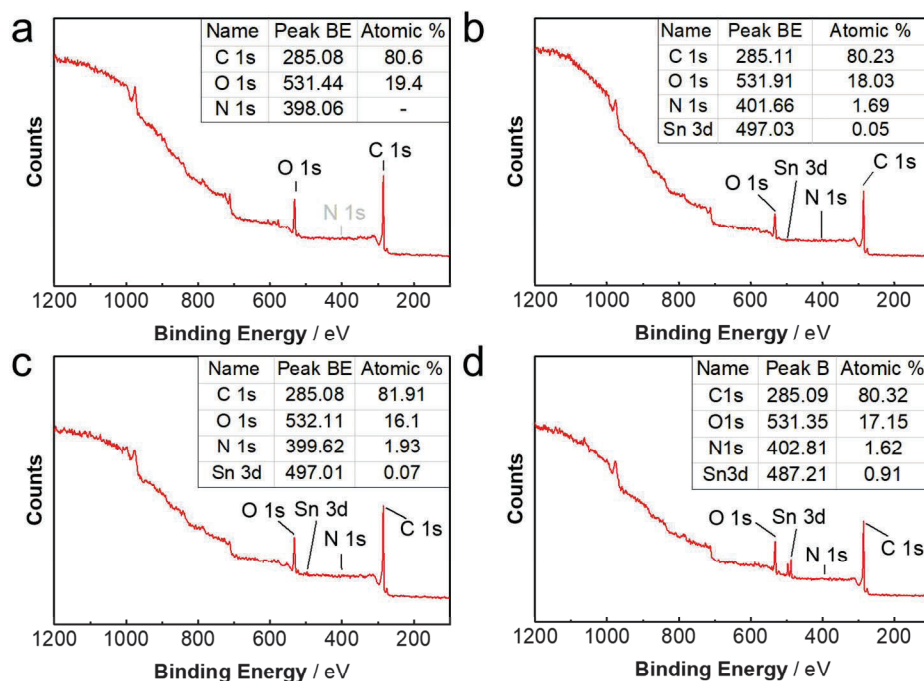 a
Name Peak BE Atomic %
C 1s 285.08 80.6
O 1s 531.44 19.4
N 1s 398.06 -
C 1s
O 1s
N 1s
Counts
1200 1000 800 600 400 200
Binding Energy / eV
b
Name Peak BE Atomic %
C 1s 285.11 80.23
O 1s 531.91 18.03
N 1s 401.66 1.69
Sn 3d 497.03 0.05
Sn 3d C 1s
O 1s N 1s
Counts
1200 1000 800 600 400 200
Binding Energy / eV
c
Name Peak BE Atomic %
C 1s 285.08 81.91
O 1s 532.11 16.1
N 1s 399.62 1.93
Sn 3d 497.01 0.07
O 1s Sn 3d
N 1s C 1s
Counts
1200 1000 800 600 400 200
Binding Energy / eV
d
Name Peak B Atomic %
C1s 285.09 80.32
O1s 531.35 17.15
N1s 402.81 1.62
Sn3d 487.21 0.91
O 1s Sn 3d
N 1s C 1s
Counts
1200 1000 800 600 400 200
Binding Energy / eV